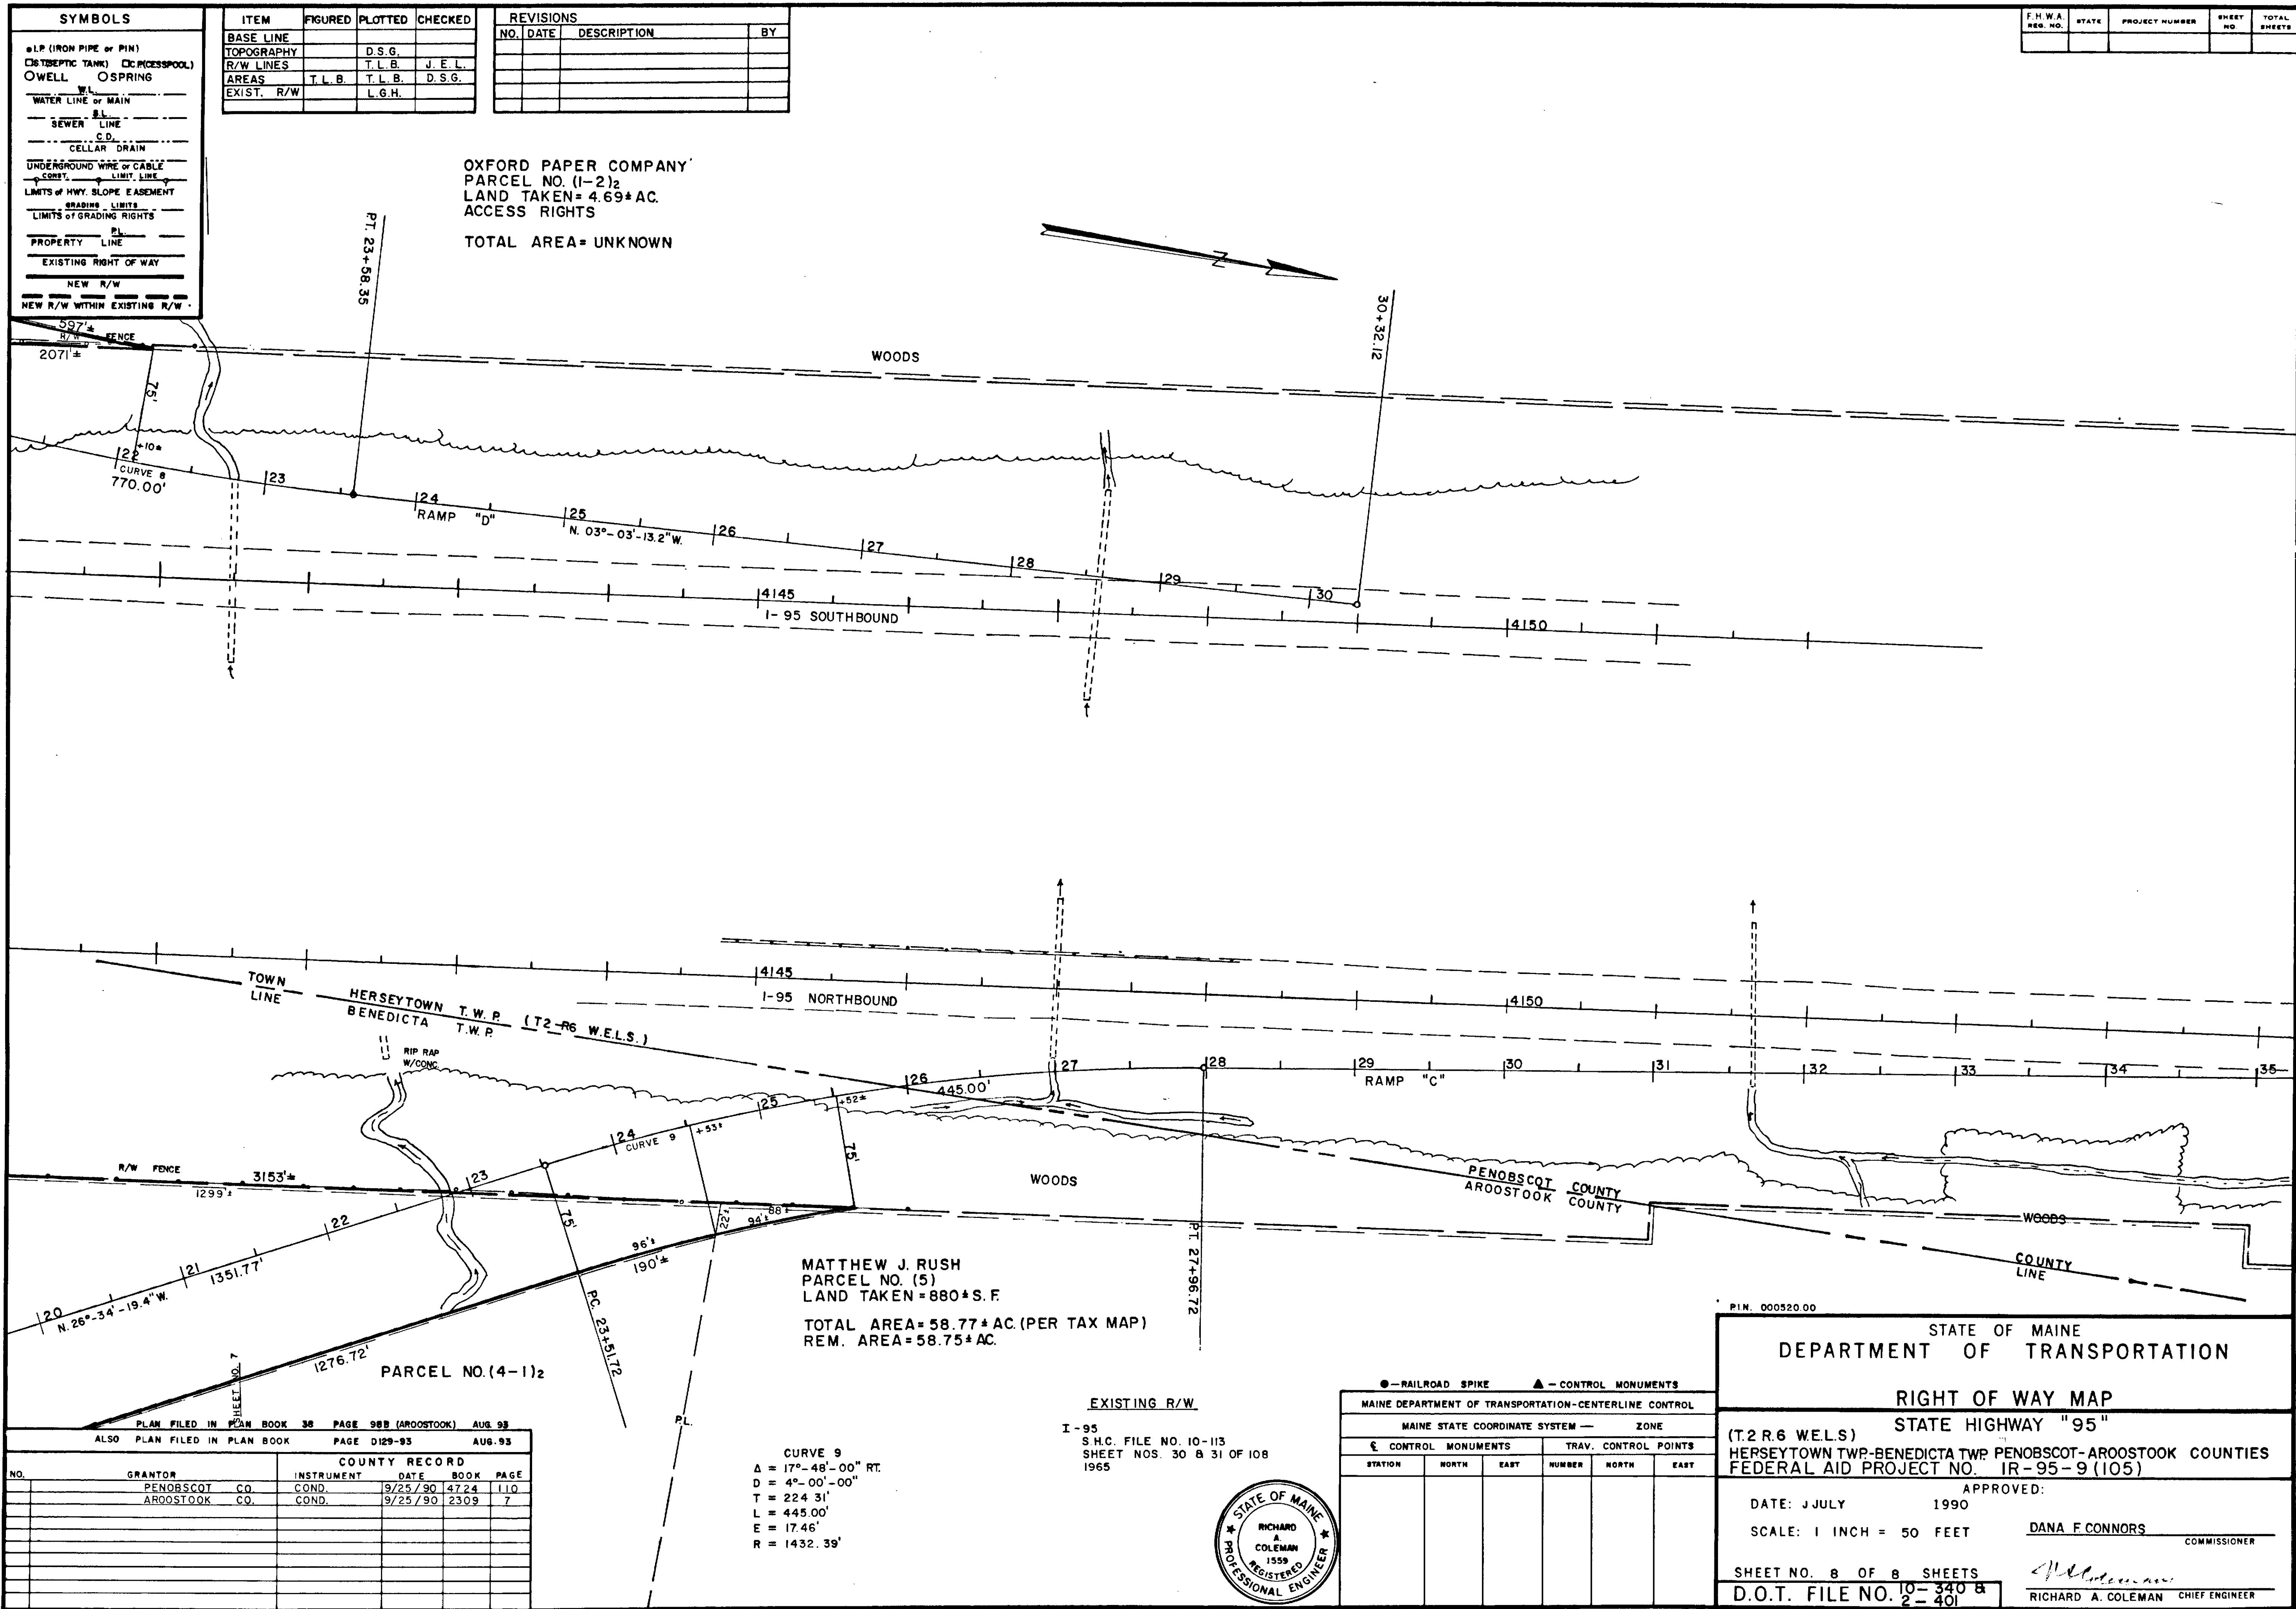 SYMBOLS
I.P. (IRON PIPE or PIN)
S.T.(SEPTIC TANK) C.P.(CESSPOOL)
WELL SPRING
W.L.
WATER LINE or MAIN
S.L.
SEWER LINE
C.D.
CELLAR DRAIN
UNDERGROUND WIRE or CABLE
CONST. LIMIT LINE
LIMITS of HWY. SLOPE EASEMENT
GRADING LIMITS
LIMITS of GRADING RIGHTS
P.L.
PROPERTY LINE
EXISTING RIGHT OF WAY
NEW R/W
NEW R/W WITHIN EXISTING R/W
ITEM FIGURED PLOTTED CHECKED
BASE LINE
TOPOGRAPHY D.S.G.
R/W LINES T.L.B. J.E.L.
AREAS T.L.B. T.L.B. D.S.G.
EXIST. R/W L.G.H.
REVISIONS
NO. DATE DESCRIPTION BY
F.H.W.A. REG. NO. STATE PROJECT NUMBER SHEET NO. TOTAL SHEETS
OXFORD PAPER COMPANY
PARCEL NO. (1-2)2
LAND TAKEN = 4.69± AC.
ACCESS RIGHTS
TOTAL AREA = UNKNOWN
P.T. 23+58.35
Z
30+32.12
597'±
R/W FENCE
2071'±
75'
WOODS
22 +10±
CURVE 8
770.00'
23
24
RAMP "D"
25
N. 03°-03'-13.2" W.
26
27
28
29
30
4145
I-95 SOUTHBOUND
4150
4145
I-95 NORTHBOUND
4150
TOWN
LINE
HERSEYTOWN T.W.P. (T2-R6 W.E.L.S.)
BENEDICTA T.W.P.
RIP RAP
W/CONC.
26
445.00'
27
28
29
RAMP "C"
30
31
32
33
34
35
25
+52±
24
CURVE 9
+53±
75'
R/W FENCE
3153'±
1299'±
23
22
21
20
1351.77'
N. 26°-34'-19.4" W.
75'
22'±
88'±
94'±
96'±
190'±
WOODS
PENOBSCOT COUNTY
AROOSTOOK COUNTY
WOODS
COUNTY
LINE
P.T. 27+96.72
P.C. 23+51.72
1276.72'
SHEET NO. 7
PARCEL NO. (4-1)2
MATTHEW J. RUSH
PARCEL NO. (5)
LAND TAKEN = 880± S.F.
TOTAL AREA = 58.77± AC. (PER TAX MAP)
REM. AREA = 58.75± AC.
P.L.
PLAN FILED IN PLAN BOOK 38 PAGE 98B (AROOSTOOK) AUG. 93
ALSO PLAN FILED IN PLAN BOOK PAGE D129-93 AUG. 93
COUNTY RECORD
NO. GRANTOR INSTRUMENT DATE BOOK PAGE
PENOBSCOT CO. COND. 9/25/90 4724 110
AROOSTOOK CO. COND. 9/25/90 2309 7
CURVE 9
Δ = 17°-48'-00" RT.
D = 4°-00'-00"
T = 224 31'
L = 445.00'
E = 17.46'
R = 1432.39'
EXISTING R/W
I-95
S.H.C. FILE NO. 10-113
SHEET NOS. 30 & 31 OF 108
1965
STATE OF MAINE
RICHARD
A.
COLEMAN
1559
REGISTERED
PROFESSIONAL ENGINEER
●-RAILROAD SPIKE ▲-CONTROL MONUMENTS
MAINE DEPARTMENT OF TRANSPORTATION-CENTERLINE CONTROL
MAINE STATE COORDINATE SYSTEM — ZONE
℄ CONTROL MONUMENTS TRAV. CONTROL POINTS
STATION NORTH EAST NUMBER NORTH EAST
PIN. 000520.00
STATE OF MAINE
DEPARTMENT OF TRANSPORTATION
RIGHT OF WAY MAP
STATE HIGHWAY "95"
(T.2 R.6 W.E.L.S)
HERSEYTOWN TWP.-BENEDICTA TWP. PENOBSCOT-AROOSTOOK COUNTIES
FEDERAL AID PROJECT NO. IR-95-9(105)
APPROVED:
DATE: JJULY 1990
SCALE: 1 INCH = 50 FEET
DANA F. CONNORS
COMMISSIONER
SHEET NO. 8 OF 8 SHEETS
D.O.T. FILE NO. 10-340 & 2-401
RICHARD A. COLEMAN CHIEF ENGINEER